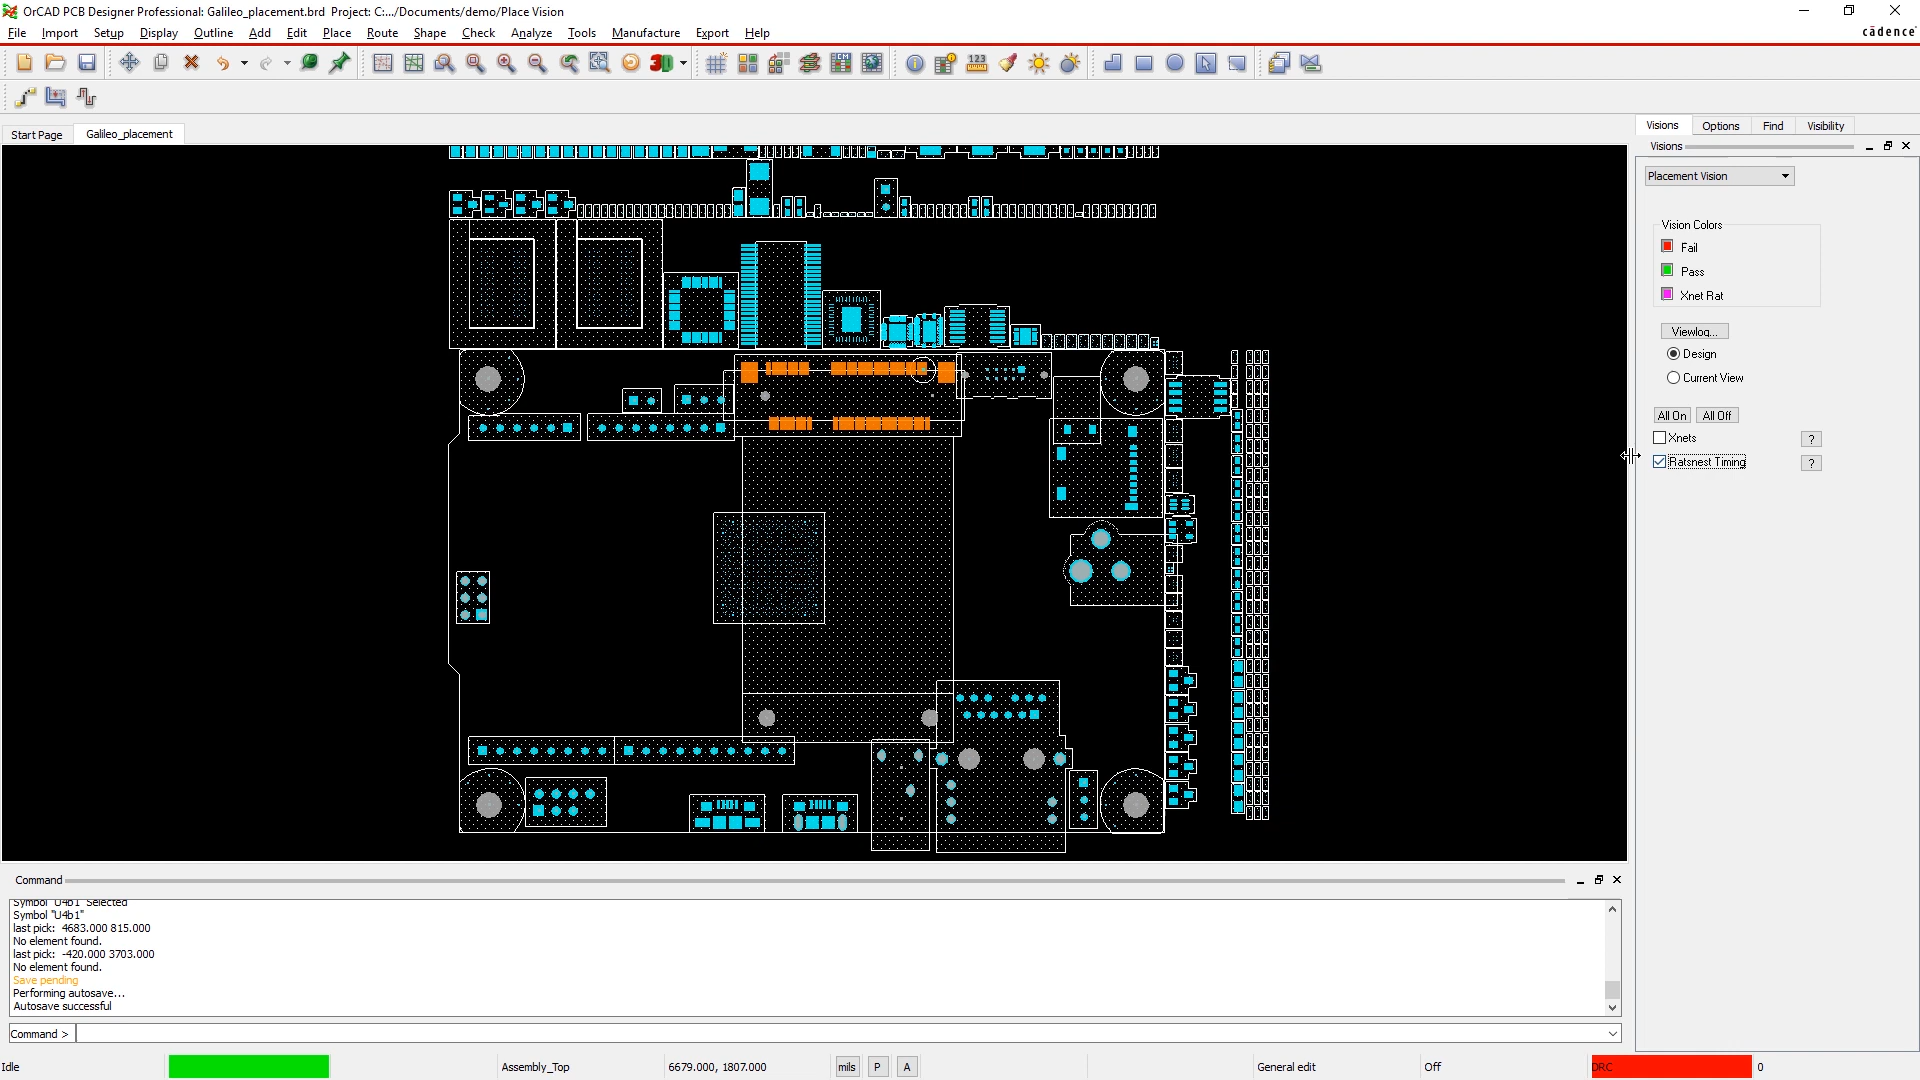 OrCAD PCB Designer Professional: Galileo_placement.brd  Project: C:.../Documents/demo/Place Vision
File Import Setup Display Outline Add Edit Place Route Shape Check Analyze Tools Manufacture Export Help
cādence
3D 123
Start Page Galileo_placement
Visions Options Find Visibility
Visions
Placement Vision
Vision Colors
Fail
Pass
Xnet Rat
Viewlog...
Design
Current View
All On All Off
Xnets ?
Ratsnest Timing ?
Command
Symbol "U4b1" Selected
Symbol "U4b1"
last pick:  4683.000 815.000
No element found.
last pick:  -420.000 3703.000
No element found.
Save pending
Performing autosave...
Autosave successful
Command >
Idle Assembly_Top 6679.000, 1807.000 mils P A General edit Off DRC 0